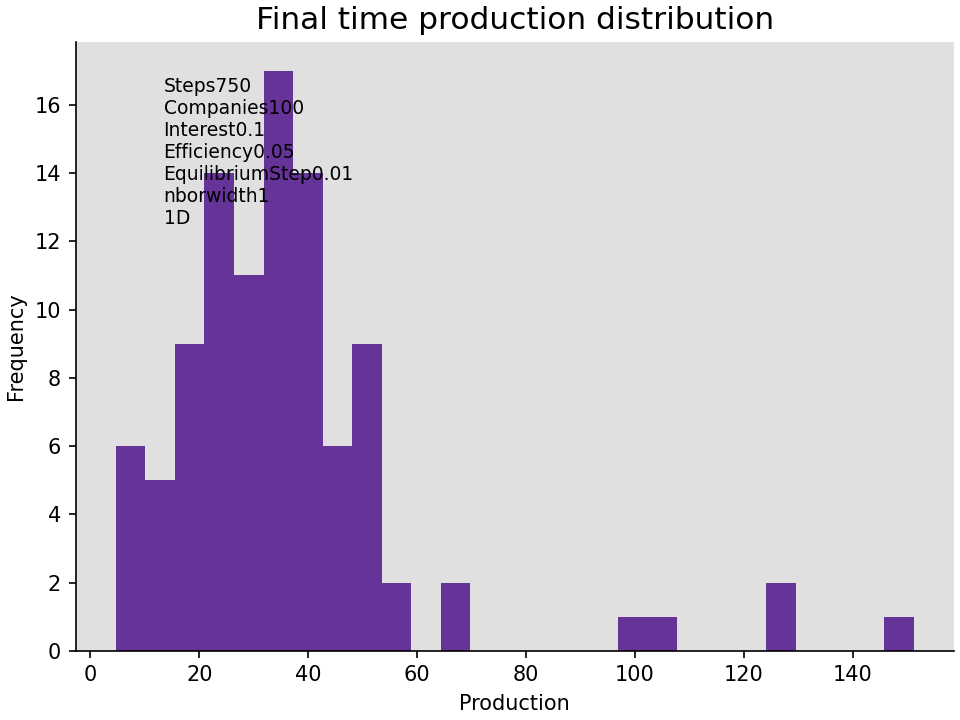 Final time production distribution
Steps750
Companies100
Interest0.1
Efficiency0.05
EquilibriumStep0.01
nborwidth1
1D
16
14
12
10
8
6
4
2
0
Frequency
0 20 40 60 80 100 120 140
Production